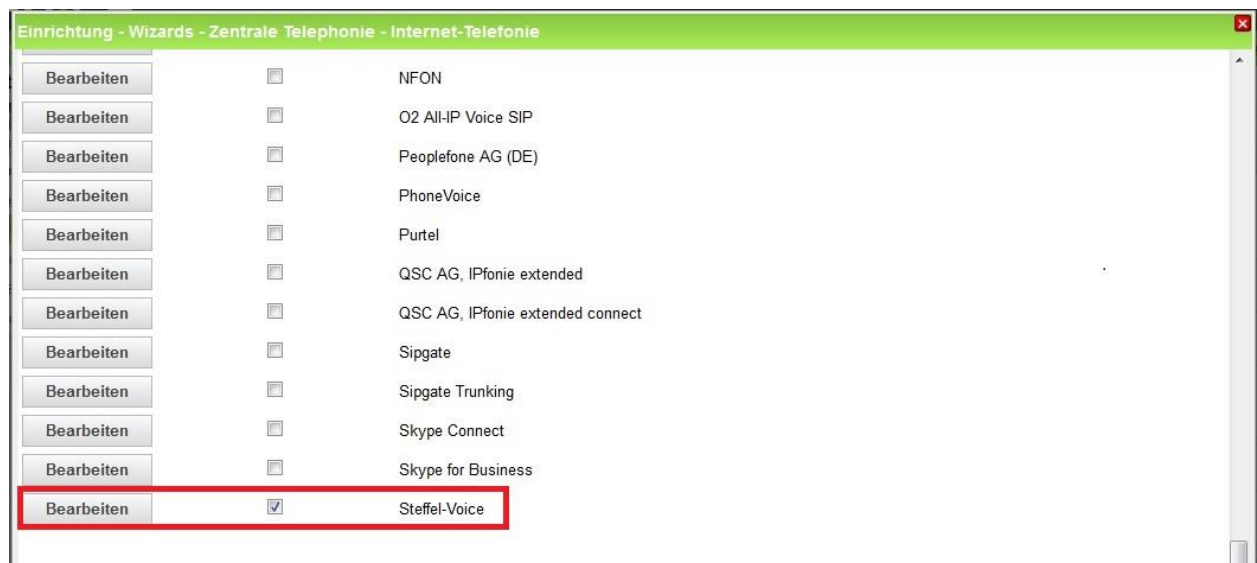 Einrichtung - Wizards - Zentrale Telephonie - Internet-Telefonie
Bearbeiten NFON
Bearbeiten O2 All-IP Voice SIP
Bearbeiten Peoplefone AG (DE)
Bearbeiten PhoneVoice
Bearbeiten Purtel
Bearbeiten QSC AG, IPfonie extended
Bearbeiten QSC AG, IPfonie extended connect
Bearbeiten Sipgate
Bearbeiten Sipgate Trunking
Bearbeiten Skype Connect
Bearbeiten Skype for Business
Bearbeiten Steffel-Voice